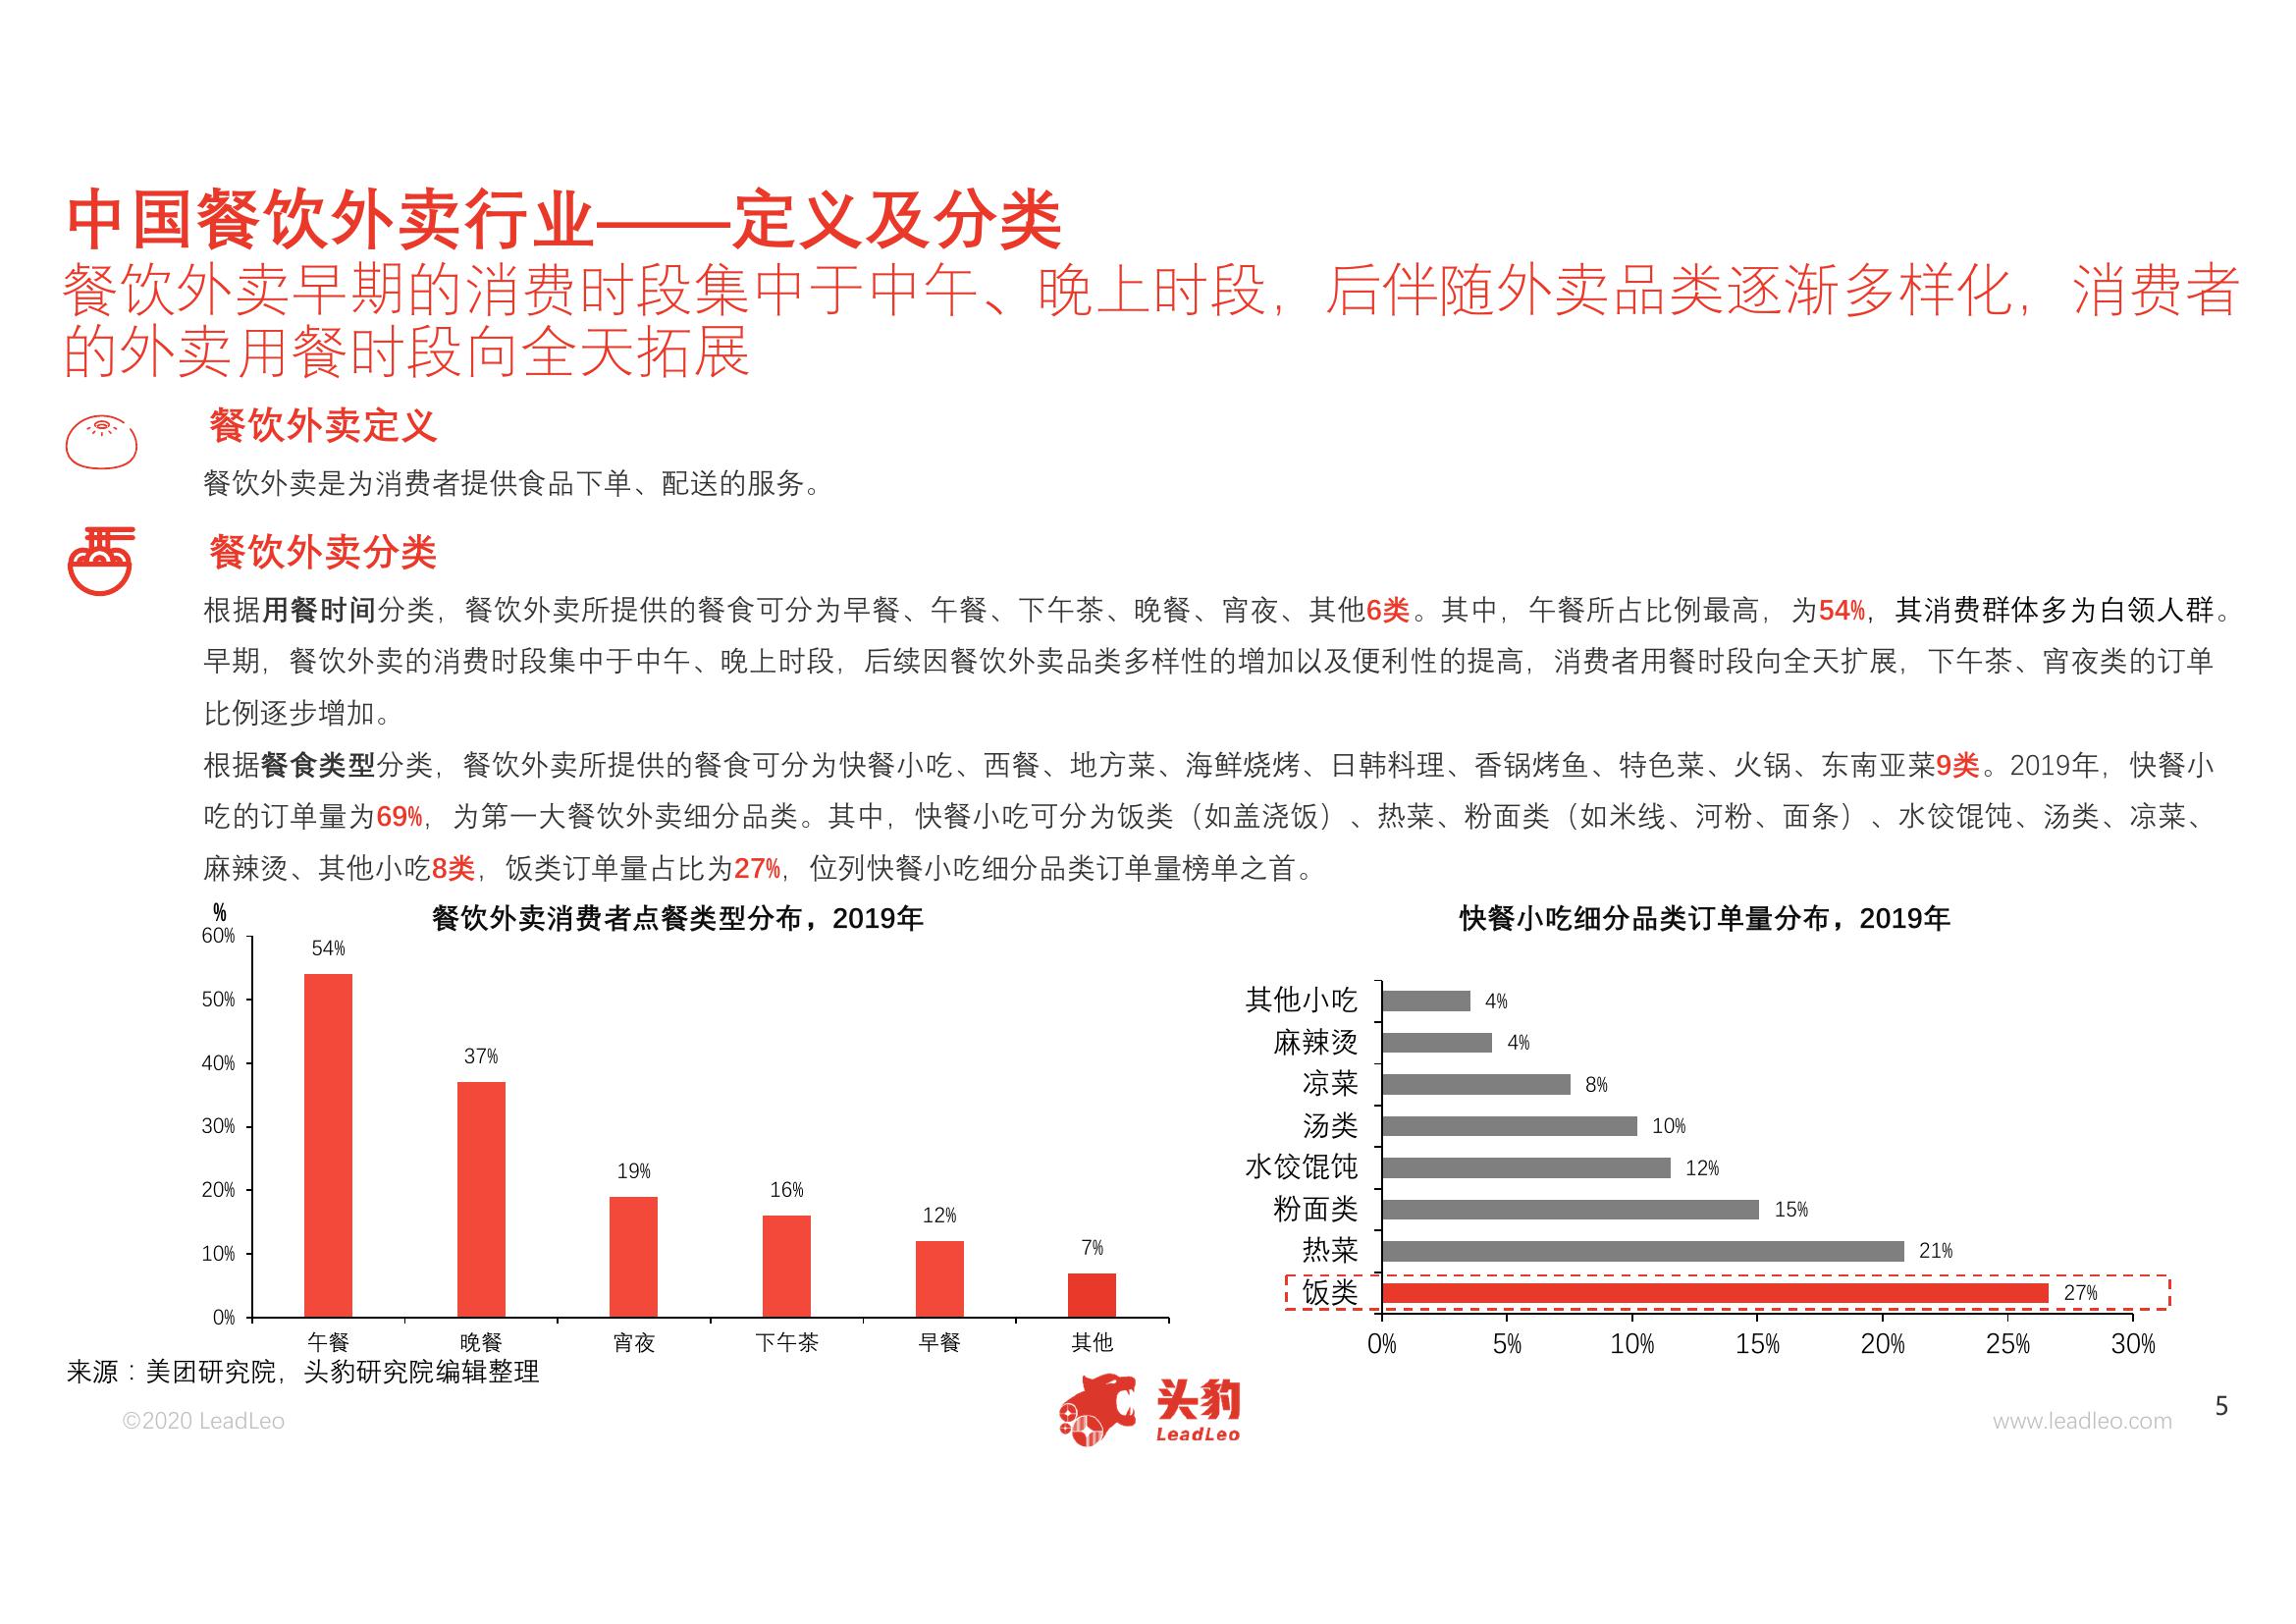 中国餐饮外卖行业——定义及分类
餐饮外卖早期的消费时段集中于中午、晚上时段，后伴随外卖品类逐渐多样化，消费者
的外卖用餐时段向全天拓展
餐饮外卖定义
餐饮外卖是为消费者提供食品下单、配送的服务。
餐饮外卖分类
根据用餐时间分类，餐饮外卖所提供的餐食可分为早餐、午餐、下午茶、晚餐、宵夜、其他6类。其中，午餐所占比例最高，为54%，其消费群体多为白领人群。
早期，餐饮外卖的消费时段集中于中午、晚上时段，后续因餐饮外卖品类多样性的增加以及便利性的提高，消费者用餐时段向全天扩展，下午茶、宵夜类的订单
比例逐步增加。
根据餐食类型分类，餐饮外卖所提供的餐食可分为快餐小吃、西餐、地方菜、海鲜烧烤、日韩料理、香锅烤鱼、特色菜、火锅、东南亚菜9类。2019年，快餐小
吃的订单量为69%，为第一大餐饮外卖细分品类。其中，快餐小吃可分为饭类（如盖浇饭）、热菜、粉面类（如米线、河粉、面条）、水饺馄饨、汤类、凉菜、
麻辣烫、其他小吃8类，饭类订单量占比为27%，位列快餐小吃细分品类订单量榜单之首。
餐饮外卖消费者点餐类型分布，2019年
%
60%
50%
40%
30%
20%
10%
0%
54%
37%
19%
16%
12%
7%
午餐
晚餐
宵夜
下午茶
早餐
其他
快餐小吃细分品类订单量分布，2019年
其他小吃 4%
麻辣烫 4%
凉菜 8%
汤类 10%
水饺馄饨 12%
粉面类 15%
热菜 21%
饭类 27%
0% 5% 10% 15% 20% 25% 30%
来源：美团研究院，头豹研究院编辑整理
©2020 LeadLeo
头豹
LeadLeo
www.leadleo.com
5